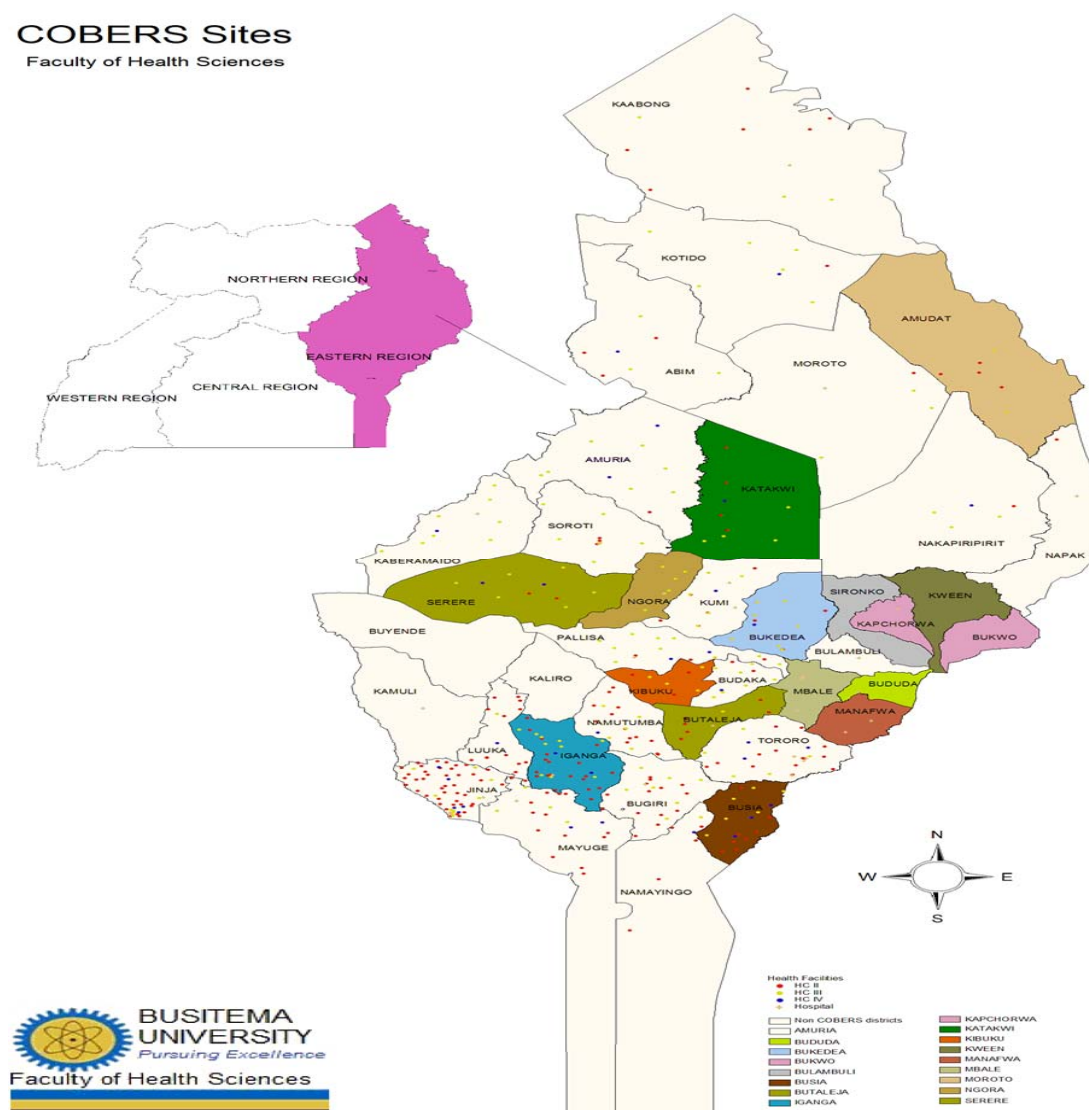 COBERS Sites
Faculty of Health Sciences
KAABONG
KOTIDO
NORTHERN REGION
AMUDAT
EASTERN REGION
MOROTO
ABIM
CENTRAL REGION
WESTERN REGION
AMURIA
KATAKWI
SOROTI
NAKAPIRIPIRIT
NAPAK
KABERAMAIDO
SIRONKO
KWEEN
SERERE
NGORA
KUMI
KAPCHORWA
BUYENDE
PALLISA
BUKEDEA
BUKWO
BULAMBULI
KALIRO
BUDAKA
KAMULI
KIBUKU
MBALE
BUDUDA
MANAFWA
NAMUTUMBA
BUTALEJA
TORORO
LUUKA
IGANGA
JINJA
BUGIRI
BUSIA
MAYUGE
N
W
E
S
NAMAYINGO
Health Facilities
HC II
HC III
HC IV
Hospital
Non COBERS districts
AMURIA
BUDUDA
BUKEDEA
BUKWO
BULAMBULI
BUSIA
BUTALEJA
IGANGA
KAPCHORWA
KATAKWI
KIBUKU
KWEEN
MANAFWA
MBALE
MOROTO
NGORA
SERERE
BUSITEMA
UNIVERSITY
Pursuing Excellence
Faculty of Health Sciences